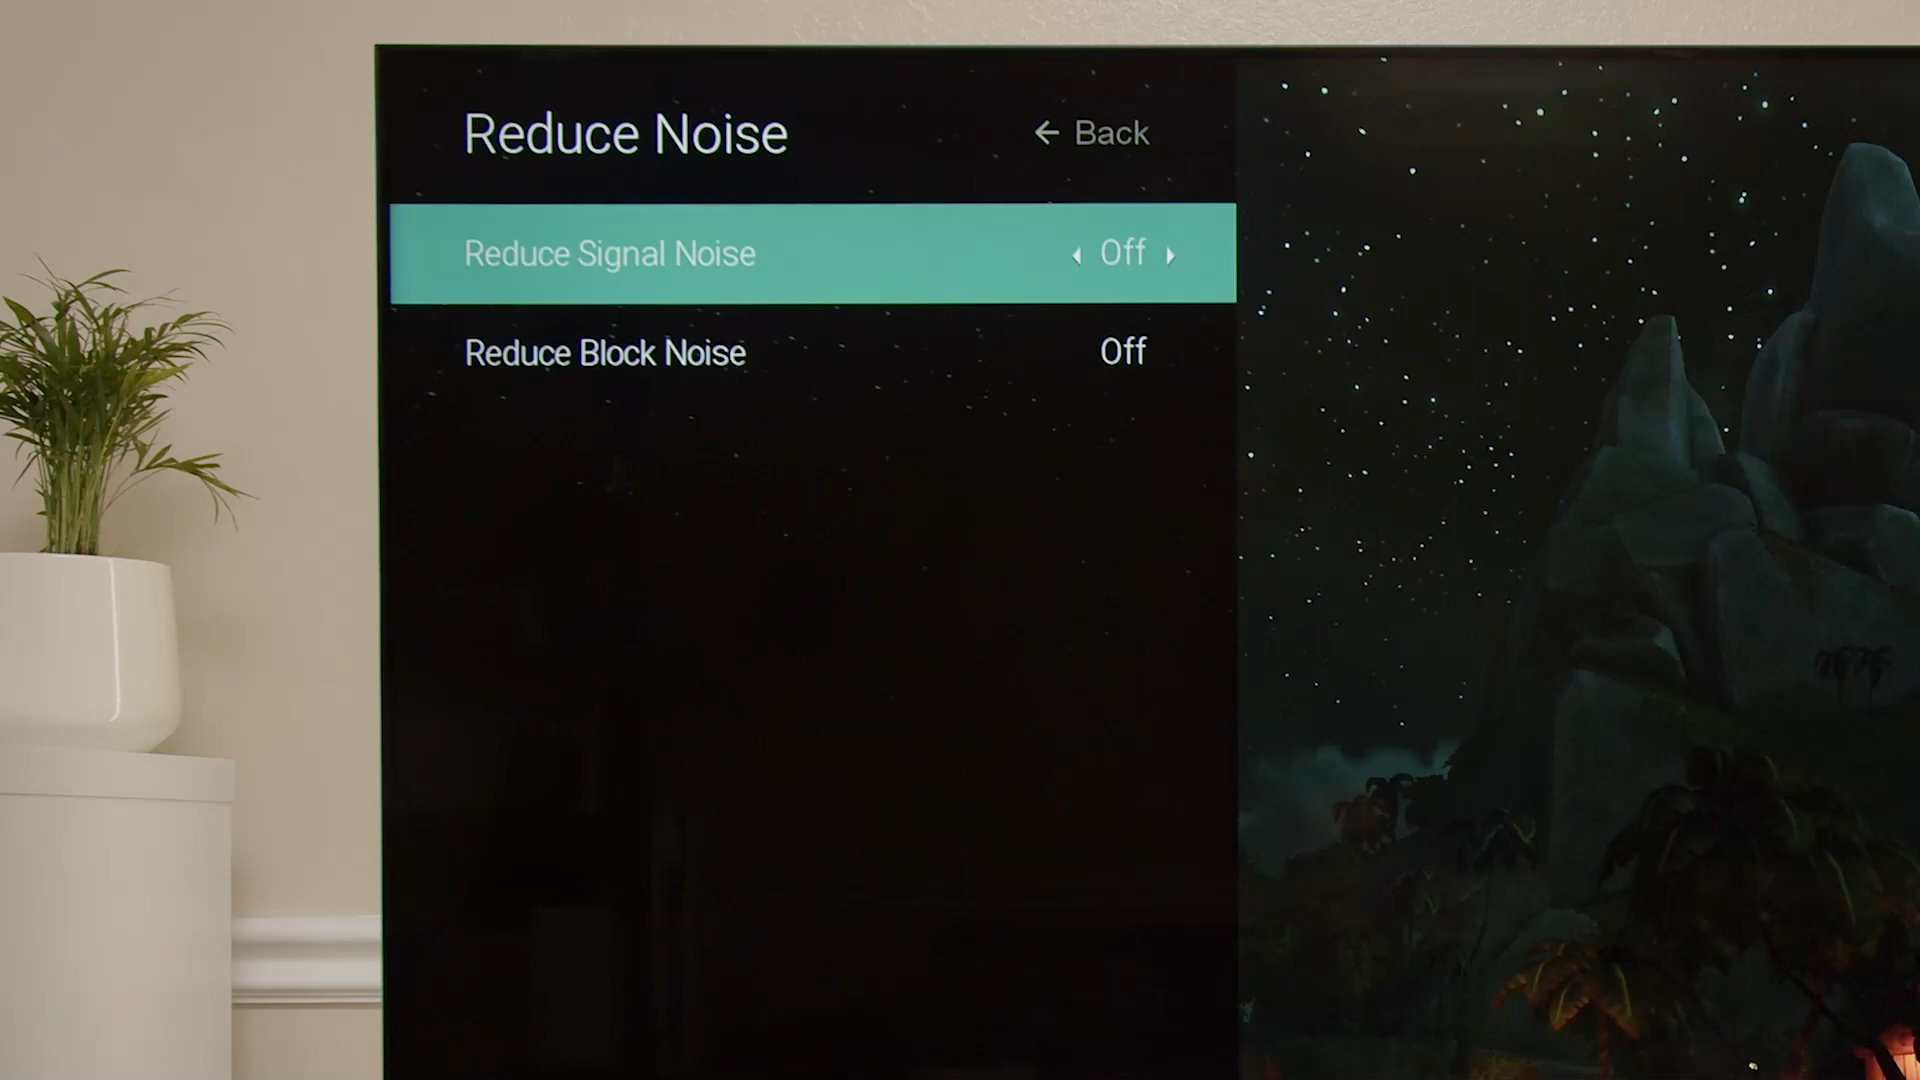 Reduce Noise
← Back
Reduce Signal Noise Off
Reduce Block Noise Off